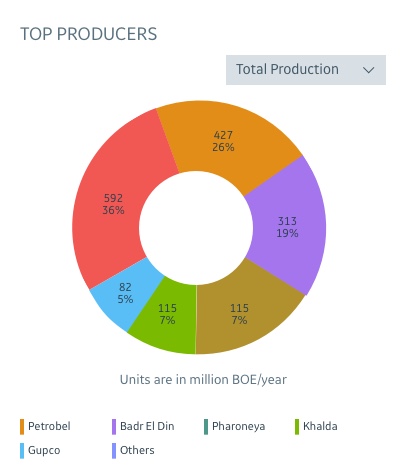 TOP PRODUCERS
Total Production
427
26%
592
36%
313
19%
82
5%
115
7%
115
7%
Units are in million BOE/year
Petrobel
Badr El Din
Pharoneya
Khalda
Gupco
Others